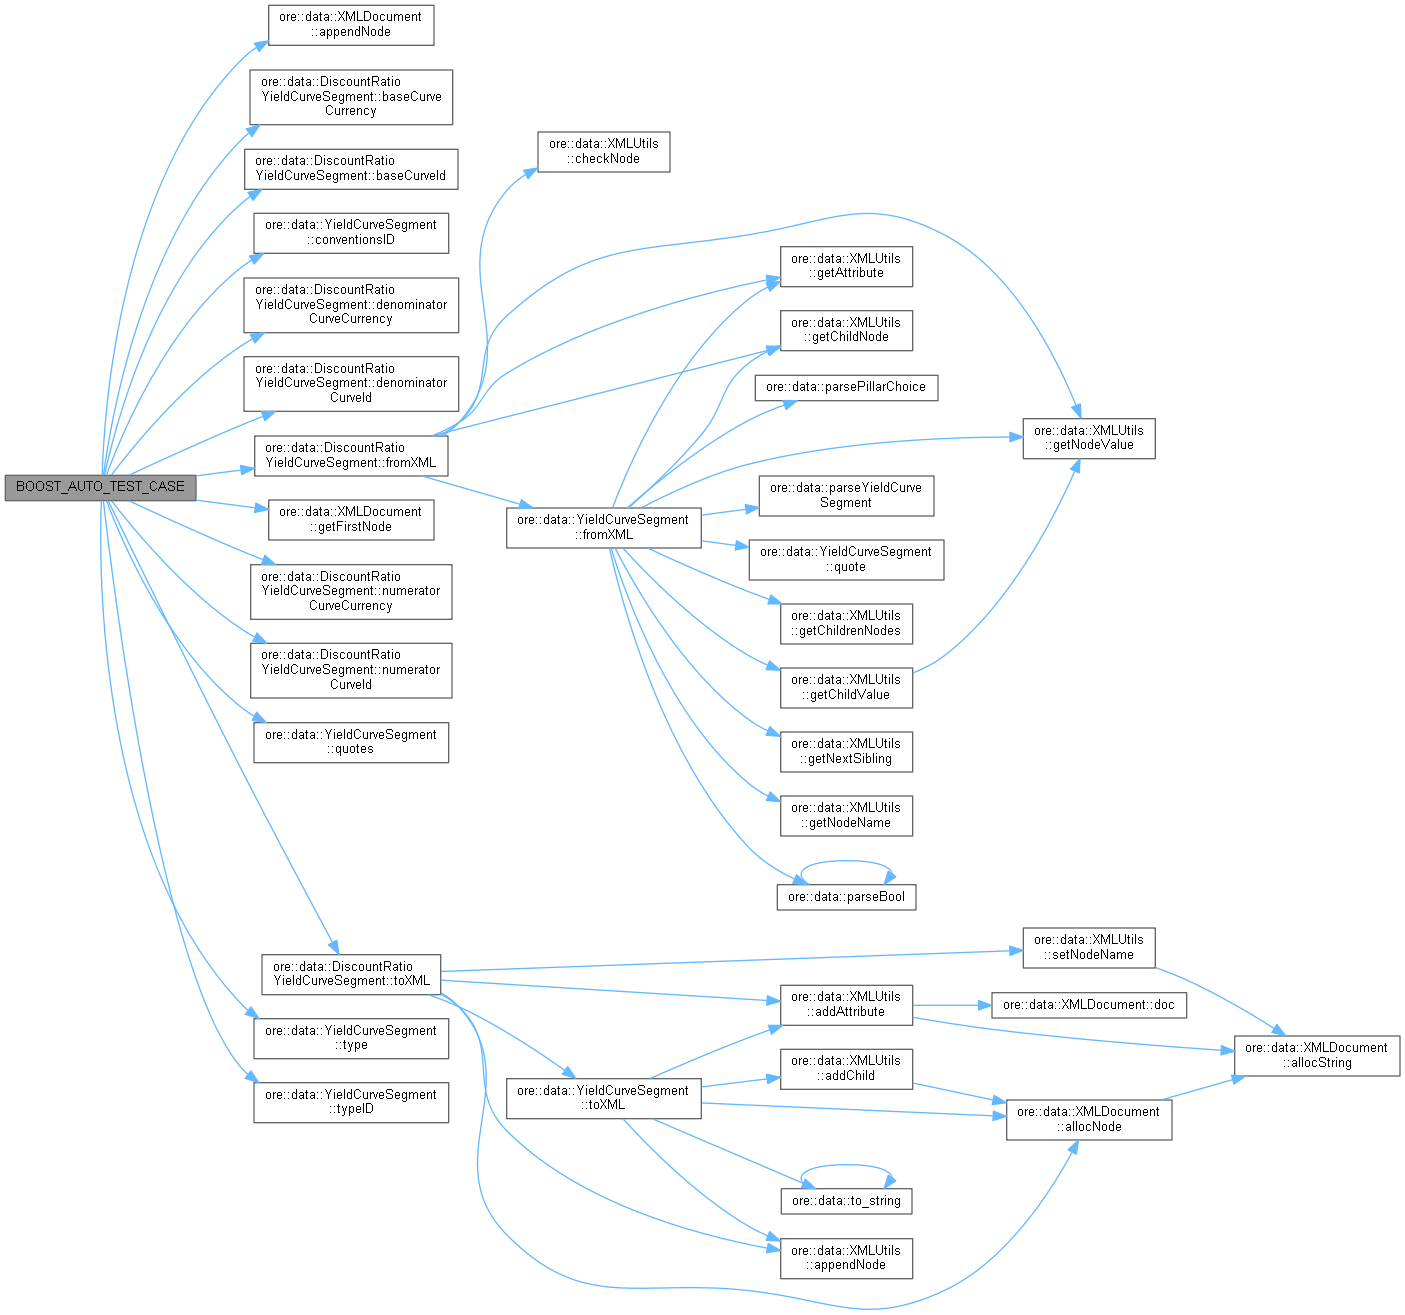 ore::data::XMLDocument
::appendNode
ore::data::DiscountRatio
YieldCurveSegment::baseCurve
Currency
ore::data::DiscountRatio
YieldCurveSegment::baseCurveId
ore::data::YieldCurveSegment
::conventionsID
ore::data::DiscountRatio
YieldCurveSegment::denominator
CurveCurrency
ore::data::DiscountRatio
YieldCurveSegment::denominator
CurveId
ore::data::DiscountRatio
YieldCurveSegment::fromXML
BOOST_AUTO_TEST_CASE
ore::data::XMLDocument
::getFirstNode
ore::data::DiscountRatio
YieldCurveSegment::numerator
CurveCurrency
ore::data::DiscountRatio
YieldCurveSegment::numerator
CurveId
ore::data::YieldCurveSegment
::quotes
ore::data::DiscountRatio
YieldCurveSegment::toXML
ore::data::YieldCurveSegment
::type
ore::data::YieldCurveSegment
::typeID
ore::data::XMLUtils
::checkNode
ore::data::YieldCurveSegment
::fromXML
ore::data::YieldCurveSegment
::toXML
ore::data::XMLUtils
::getAttribute
ore::data::XMLUtils
::getChildNode
ore::data::parsePillarChoice
ore::data::parseYieldCurve
Segment
ore::data::YieldCurveSegment
::quote
ore::data::XMLUtils
::getChildrenNodes
ore::data::XMLUtils
::getChildValue
ore::data::XMLUtils
::getNextSibling
ore::data::XMLUtils
::getNodeName
ore::data::parseBool
ore::data::XMLUtils
::addAttribute
ore::data::XMLUtils
::addChild
ore::data::to_string
ore::data::XMLUtils
::appendNode
ore::data::XMLUtils
::getNodeValue
ore::data::XMLUtils
::setNodeName
ore::data::XMLDocument::doc
ore::data::XMLDocument
::allocNode
ore::data::XMLDocument
::allocString